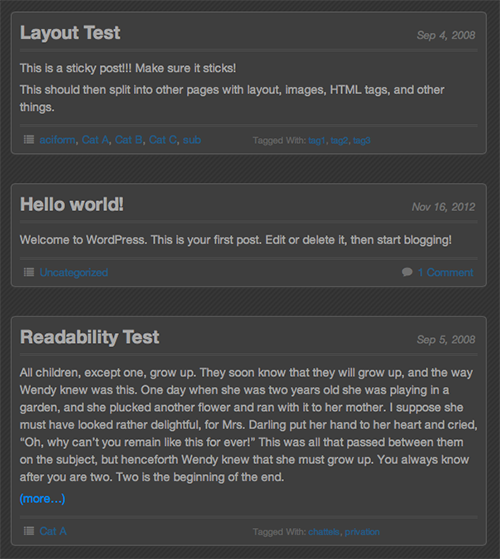 Layout Test Sep 4, 2008
This is a sticky post!!! Make sure it sticks!
This should then split into other pages with layout, images, HTML tags, and other
things.
aciform, Cat A, Cat B, Cat C, sub Tagged With: tag1, tag2, tag3
Hello world! Nov 16, 2012
Welcome to WordPress. This is your first post. Edit or delete it, then start blogging!
Uncategorized 1 Comment
Readability Test Sep 5, 2008
All children, except one, grow up. They soon know that they will grow up, and the way
Wendy knew was this. One day when she was two years old she was playing in a
garden, and she plucked another flower and ran with it to her mother. I suppose she
must have looked rather delightful, for Mrs. Darling put her hand to her heart and cried,
“Oh, why can’t you remain like this for ever!” This was all that passed between them
on the subject, but henceforth Wendy knew that she must grow up. You always know
after you are two. Two is the beginning of the end.
(more…)
Cat A Tagged With: chattels, privation